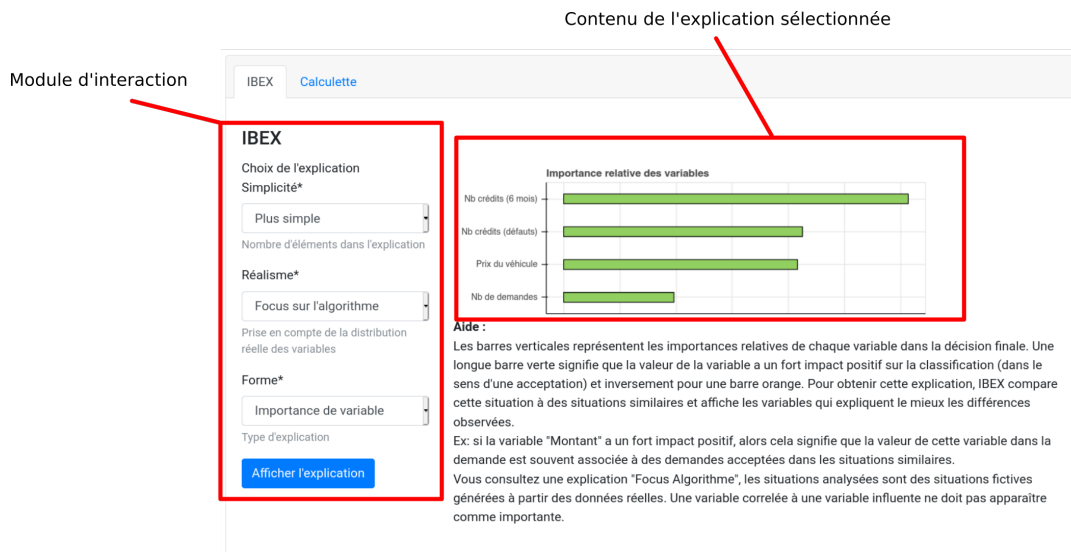 Contenu de l'explication sélectionnée
Module d'interaction
IBEX
Calculette
IBEX
Choix de l'explication
Simplicité*
Plus simple
Nombre d'éléments dans l'explication
Réalisme*
Focus sur l'algorithme
Prise en compte de la distribution
réelle des variables
Forme*
Importance de variable
Type d'explication
Afficher l'explication
Importance relative des variables
Nb crédits (6 mois)
Nb crédits (défauts)
Prix du véhicule
Nb de demandes
Aide :
Les barres verticales représentent les importances relatives de chaque variable dans la décision finale. Une
longue barre verte signifie que la valeur de la variable a un fort impact positif sur la classification (dans le
sens d'une acceptation) et inversement pour une barre orange. Pour obtenir cette explication, IBEX compare
cette situation à des situations similaires et affiche les variables qui expliquent le mieux les différences
observées.
Ex: si la variable "Montant" a un fort impact positif, alors cela signifie que la valeur de cette variable dans la
demande est souvent associée à des demandes acceptées dans les situations similaires.
Vous consultez une explication "Focus Algorithme", les situations analysées sont des situations fictives
générées à partir des données réelles. Une variable correlée à une variable influente ne doit pas apparaître
comme importante.